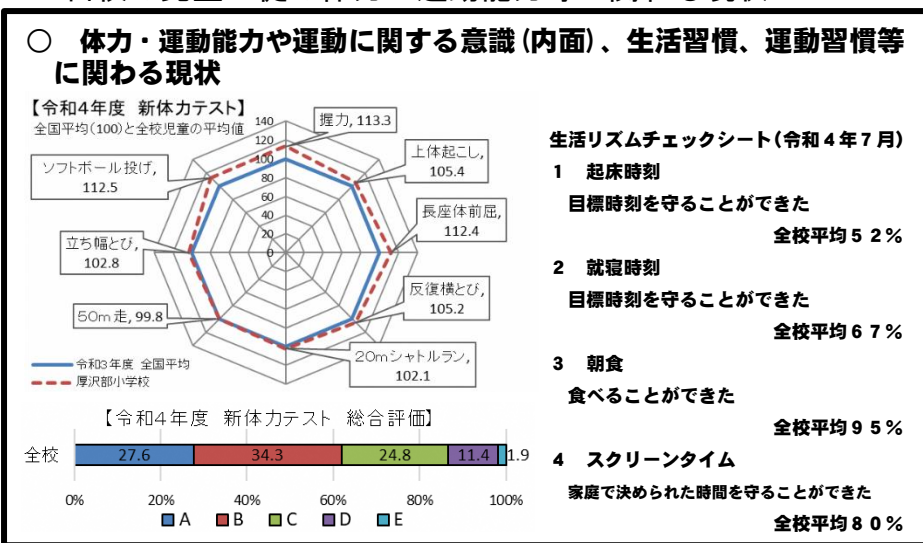 ○ 体力・運動能力や運動に関する意識(内面)、生活習慣、運動習慣等
に関わる現状
【令和4年度 新体力テスト】
全国平均(100)と全校児童の平均値
140
120
100
80
60
40
20
0
握力, 113.3
上体起こし,
105.4
長座体前屈,
112.4
反復横とび,
105.2
20mシャトルラン,
102.1
50m走, 99.8
立ち幅とび,
102.8
ソフトボール投げ,
112.5
令和3年度 全国平均
厚沢部小学校
【令和4年度 新体力テスト 総合評価】
全校 27.6 34.3 24.8 11.4 1.9
0% 20% 40% 60% 80% 100%
A B C D E
生活リズムチェックシート(令和4年7月)
1 起床時刻
目標時刻を守ることができた
全校平均52%
2 就寝時刻
目標時刻を守ることができた
全校平均67%
3 朝食
食べることができた
全校平均95%
4 スクリーンタイム
家庭で決められた時間を守ることができた
全校平均80%